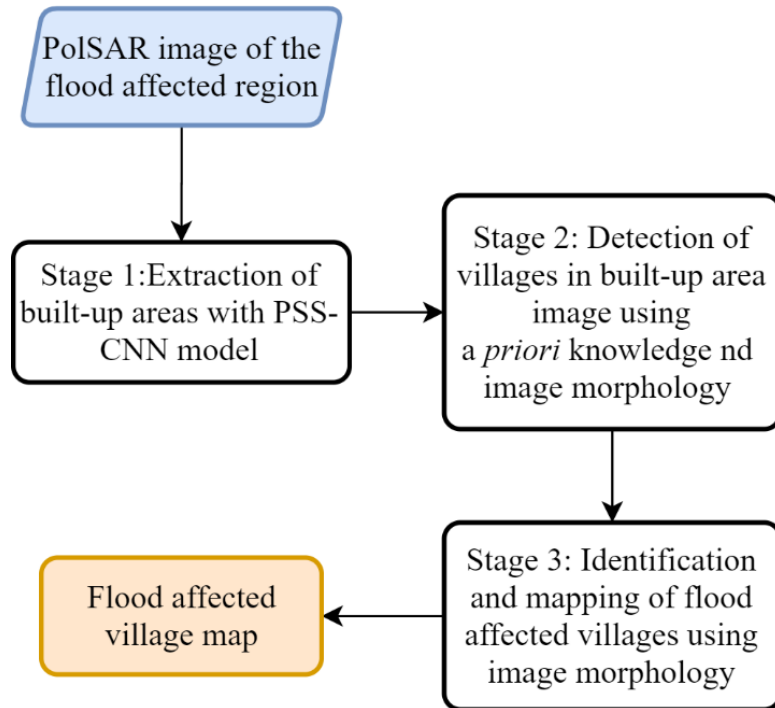 PolSAR image of the
flood affected region
Stage 1:Extraction of
built-up areas with PSS-
CNN model
Stage 2: Detection of
villages in built-up area
image using
a priori knowledge nd
image morphology
Stage 3: Identification
and mapping of flood
affected villages using
image morphology
Flood affected
village map